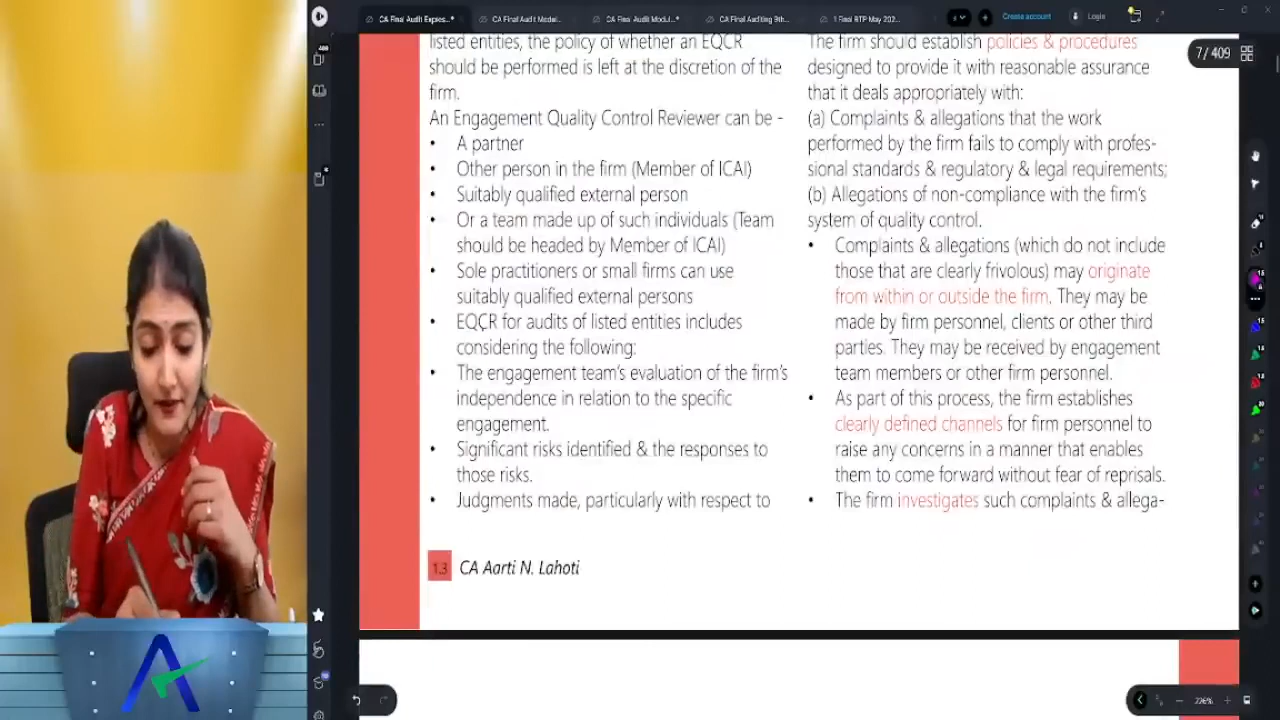 CA Final Audit Expres...*
CA Final Audit Model...
CA Final Audit Modul...*
CA Final Auditing 9th...
1 Final RTP May 202...
Create account
Login
7 / 409
listed entities, the policy of whether an EQCR
should be performed is left at the discretion of the
firm.
An Engagement Quality Control Reviewer can be -
• A partner
• Other person in the firm (Member of ICAI)
• Suitably qualified external person
• Or a team made up of such individuals (Team
should be headed by Member of ICAI)
• Sole practitioners or small firms can use
suitably qualified external persons
• EQCR for audits of listed entities includes
considering the following:
• The engagement team's evaluation of the firm's
independence in relation to the specific
engagement.
• Significant risks identified & the responses to
those risks.
• Judgments made, particularly with respect to
The firm should establish policies & procedures
designed to provide it with reasonable assurance
that it deals appropriately with:
(a) Complaints & allegations that the work
performed by the firm fails to comply with profes-
sional standards & regulatory & legal requirements;
(b) Allegations of non-compliance with the firm's
system of quality control.
• Complaints & allegations (which do not include
those that are clearly frivolous) may originate
from within or outside the firm. They may be
made by firm personnel, clients or other third
parties. They may be received by engagement
team members or other firm personnel.
• As part of this process, the firm establishes
clearly defined channels for firm personnel to
raise any concerns in a manner that enables
them to come forward without fear of reprisals.
• The firm investigates such complaints & allega-
1.3 CA Aarti N. Lahoti